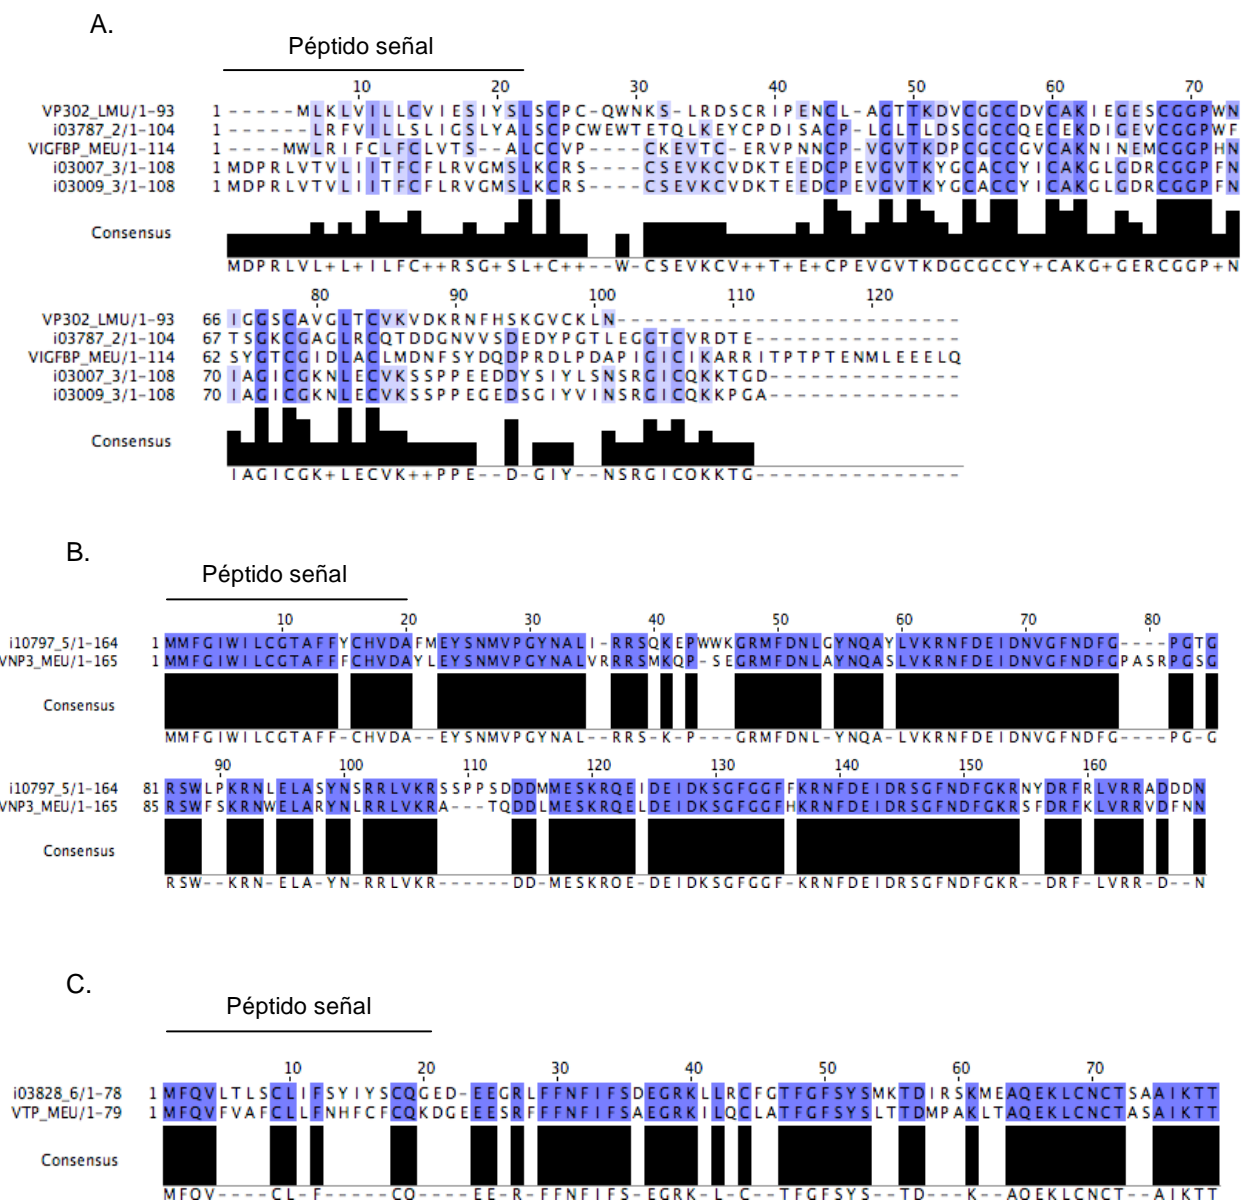 A.
Péptido señal
10 20 30 40 50 60 70
VP302_LMU/1-93 1 -----MLKLVILLCVIESIYSLSCPC-QWNKS-LRDSCRIPENCL-AGTTKDVCGCCDVCAKIEGESCGGPWN
i03787_2/1-104 1 ------LRFVILLSLIGSLYALSCPCWEWTETQLKEYCPDISACP-LGLTLDSCGCCQECEKDIGEVCGGPWF
VIGFBP_MEU/1-114 1 ----MWLRIFCLFCLVTS--ALCCVP----CKEVTC-ERVPNNCP-VGVTKDPCGCCGVCAKNINEMCGGPHN
i03007_3/1-108 1 MDPRLVTVLIITFCFLRVGMSLKCRS----CSEVKCVDKTEEDCPEVGVTKYGCACCYICAKGLGDRCGGPFN
i03009_3/1-108 1 MDPRLVTVLIITFCFLRVGMSLKCRS----CSEVKCVDKTEEDCPEVGVTKYGCACCYICAKGLGDRCGGPFN
Consensus
MDPRLVL+L+ILFC++RSG+SL+C++--W-CSEVKCV++T+E+CPEVGVTKDGCGCCY+CAKG+GERCGGP+N
80 90 100 110 120
VP302_LMU/1-93 66 IGGSCAVGLTCVKVDKRNFHSKGVCKLN-------------------------
i03787_2/1-104 67 TSGKCGAGLRCQTDDGNVVSDEDYPGTLEGGTCVRDTE---------------
VIGFBP_MEU/1-114 62 SYGTCGIDLACLMDNFSYDQDPRDLPDAPIGICIKARRITPTPTENMLEEELQ
i03007_3/1-108 70 IAGICGKNLECVKSSPPEEDDYSIYLSNSRGICQKKTGD--------------
i03009_3/1-108 70 IAGICGKNLECVKSSPPEGEDSGIYVINSRGICQKKPGA--------------
Consensus
IAGICGK+LECVK++PPE--D-GIY--NSRGICQKKTG---------------
B.
Péptido señal
10 20 30 40 50 60 70 80
i10797_5/1-164 1 MMFGIWILCGTAFFYCHVDAFMEYSNMVPGYNALI-RRSQKEPWWKGRMFDNLGYNQAYLVKRNFDEIDNVGFNDFG----PGTG
VNP3_MEU/1-165 1 MMFGIWILCGTAFFFCHVDAYLEYSNMVPGYNALVRRRSMKQP-SEGRMFDNLAYNQASLVKRNFDEIDNVGFNDFGPASRPGSG
Consensus
MMFGIWILCGTAFF-CHVDA--EYSNMVPGYNAL--RRS-K-P---GRMFDNL-YNQA-LVKRNFDEIDNVGFNDFG----PG-G
90 100 110 120 130 140 150 160
i10797_5/1-164 81 RSWLPKRNLELASYNSRRLVKRSSPPSDDDMMESKRQEIDEIDKSGFGGFFKRNFDEIDRSGFNDFGKRNYDRFRLVRRADDDN
VNP3_MEU/1-165 85 RSWFSKRNWELARYNLRRLVKRA---TQDDLMESKRQELDEIDKSGFGGFHKRNFDEIDRSGFNDFGKRSFDRFKLVRRVDFNN
Consensus
RSW--KRN-ELA-YN-RRLVKR------DD-MESKRQE-DEIDKSGFGGF-KRNFDEIDRSGFNDFGKR--DRF-LVRR-D--N
C.
Péptido señal
10 20 30 40 50 60 70
i03828_6/1-78 1 MFQVLTLSCLIFSYIYSCQGED-EEGRLFFNFIFSDEGRKLLRCFGTFGFSYSMKTDIRSKMEAQEKLCNCTSAAIKTT
VTP_MEU/1-79 1 MFQVFVAFCLLFNHFCFCQKDGEEESRFFFNFIFSAEGRKILQCLATFGFSYSLTTDMPAKLTAQEKLCNCTASAIKTT
Consensus
MFQV----CL-F-----CQ----EE-R-FFNFIFS-EGRK-L-C--TFGFSYS--TD---K--AQEKLCNCT--AIKTT